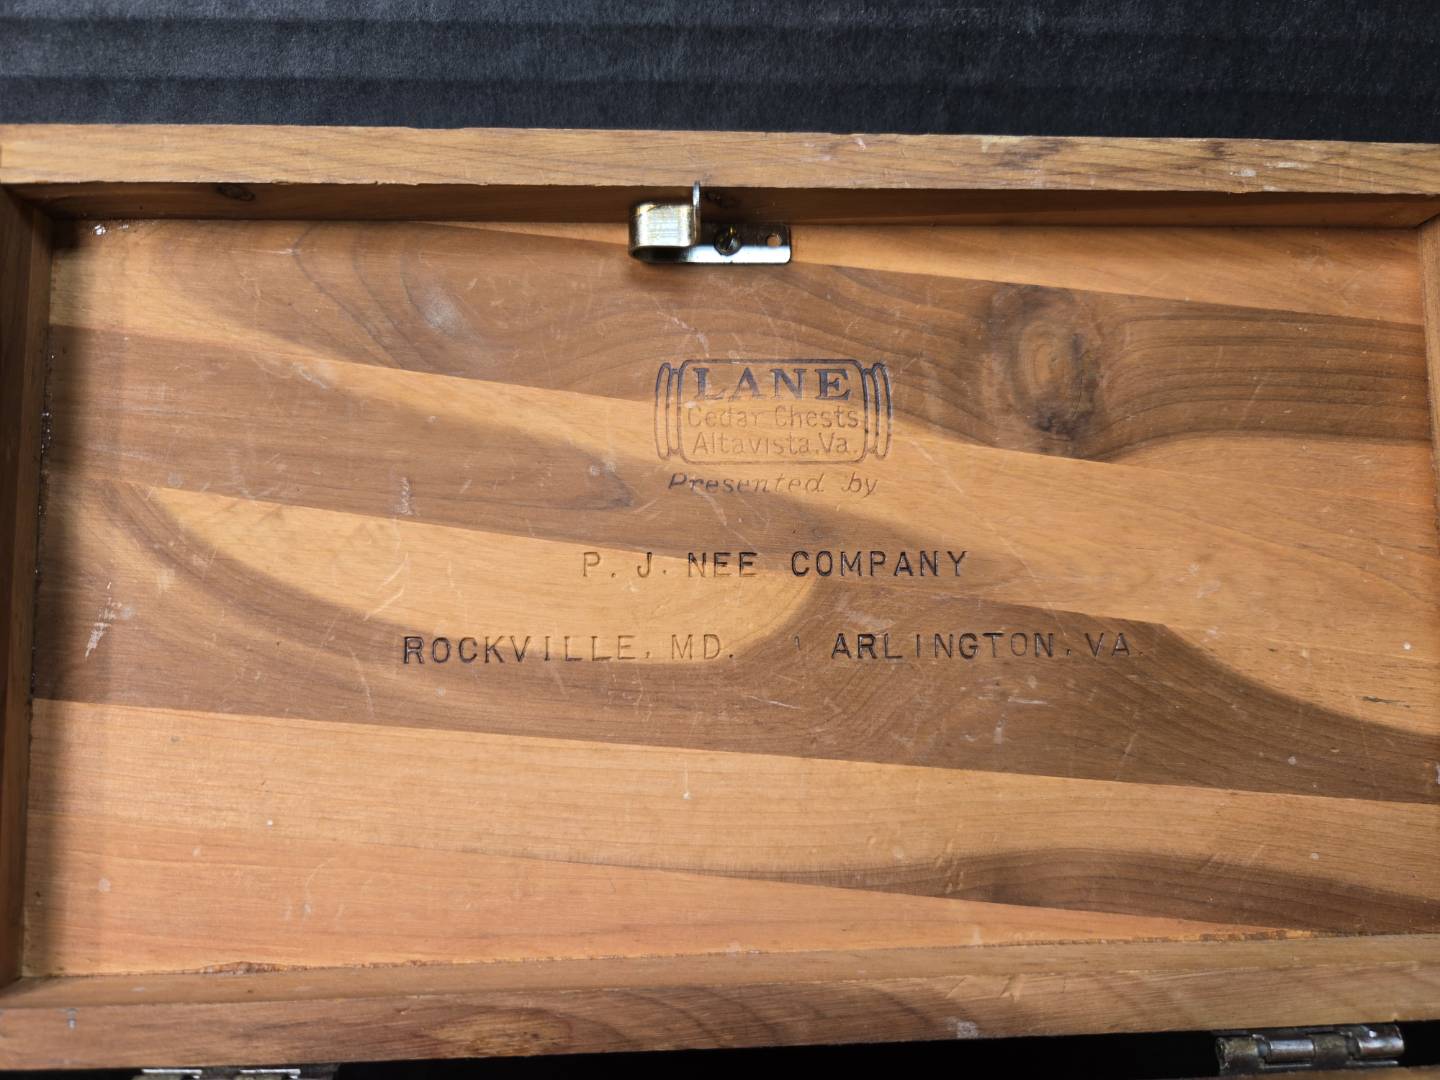 LANE
Cedar Chests
Altavista.Va.
Presented by
P. J. NEE COMPANY
ROCKVILLE, MD. ARLINGTON, VA.